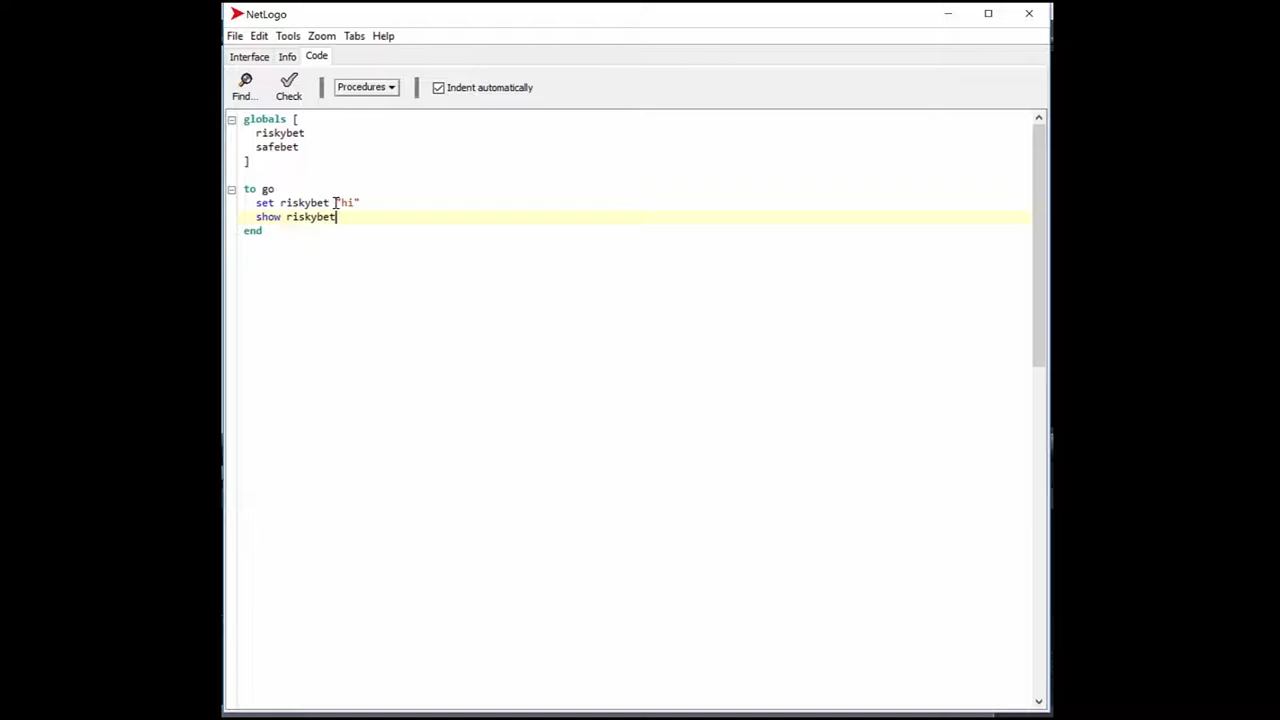 NetLogo
File Edit Tools Zoom Tabs Help
Interface Info Code
Find... Check Procedures Indent automatically
globals [
riskybet
safebet
]
to go
set riskybet "hi"
show riskybet
end